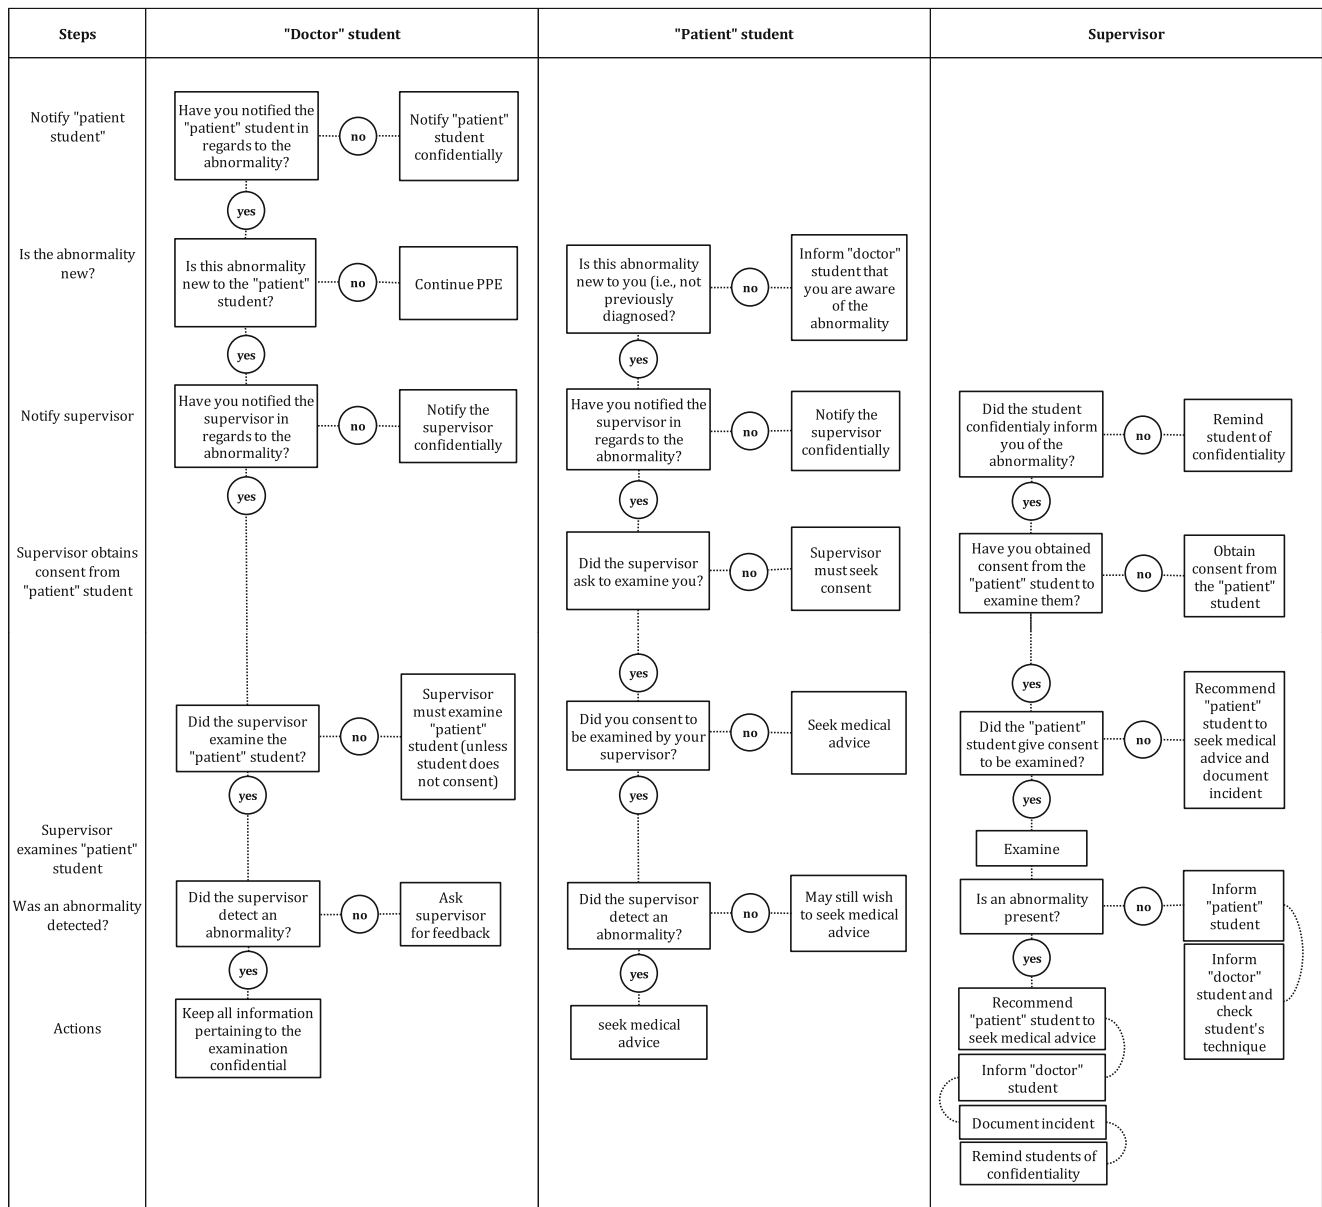 Steps
"Doctor" student
"Patient" student
Supervisor
Notify "patient
student"
Have you notified the
"patient" student in
regards to the
abnormality?
no
Notify "patient"
student
confidentially
yes
Is the abnormality
new?
Is this abnormality
new to the "patient"
student?
no
Continue PPE
yes
Is this abnormality
new to you (i.e., not
previously
diagnosed?
no
Inform "doctor"
student that
you are aware
of the
abnormality
yes
Notify supervisor
Have you notified the
supervisor in
regards to the
abnormality?
no
Notify the
supervisor
confidentially
yes
Have you notified the
supervisor in
regards to the
abnormality?
no
Notify the
supervisor
confidentially
yes
Did the student
confidentialy inform
you of the
abnormality?
no
Remind
student of
confidentiality
yes
Supervisor obtains
consent from
"patient" student
Did the supervisor
ask to examine you?
no
Supervisor
must seek
consent
yes
Have you obtained
consent from the
"patient" student to
examine them?
no
Obtain
consent from
the "patient"
student
yes
Did the supervisor
examine the
"patient" student?
no
Supervisor
must examine
"patient"
student (unless
student does
not consent)
yes
Did you consent to
be examined by your
supervisor?
no
Seek medical
advice
yes
Did the "patient"
student give consent
to be examined?
no
Recommend
"patient"
student to
seek medical
advice and
document
incident
yes
Supervisor
examines "patient"
student
Examine
Was an abnormality
detected?
Did the supervisor
detect an
abnormality?
no
Ask
supervisor
for feedback
yes
Did the supervisor
detect an
abnormality?
no
May still wish
to seek medical
advice
yes
Is an abnormality
present?
no
Inform
"patient"
student
Inform
"doctor"
student and
check
student's
technique
yes
Actions
Keep all information
pertaining to the
examination
confidential
seek medical
advice
Recommend
"patient" student to
seek medical advice
Inform "doctor"
student
Document incident
Remind students of
confidentiality